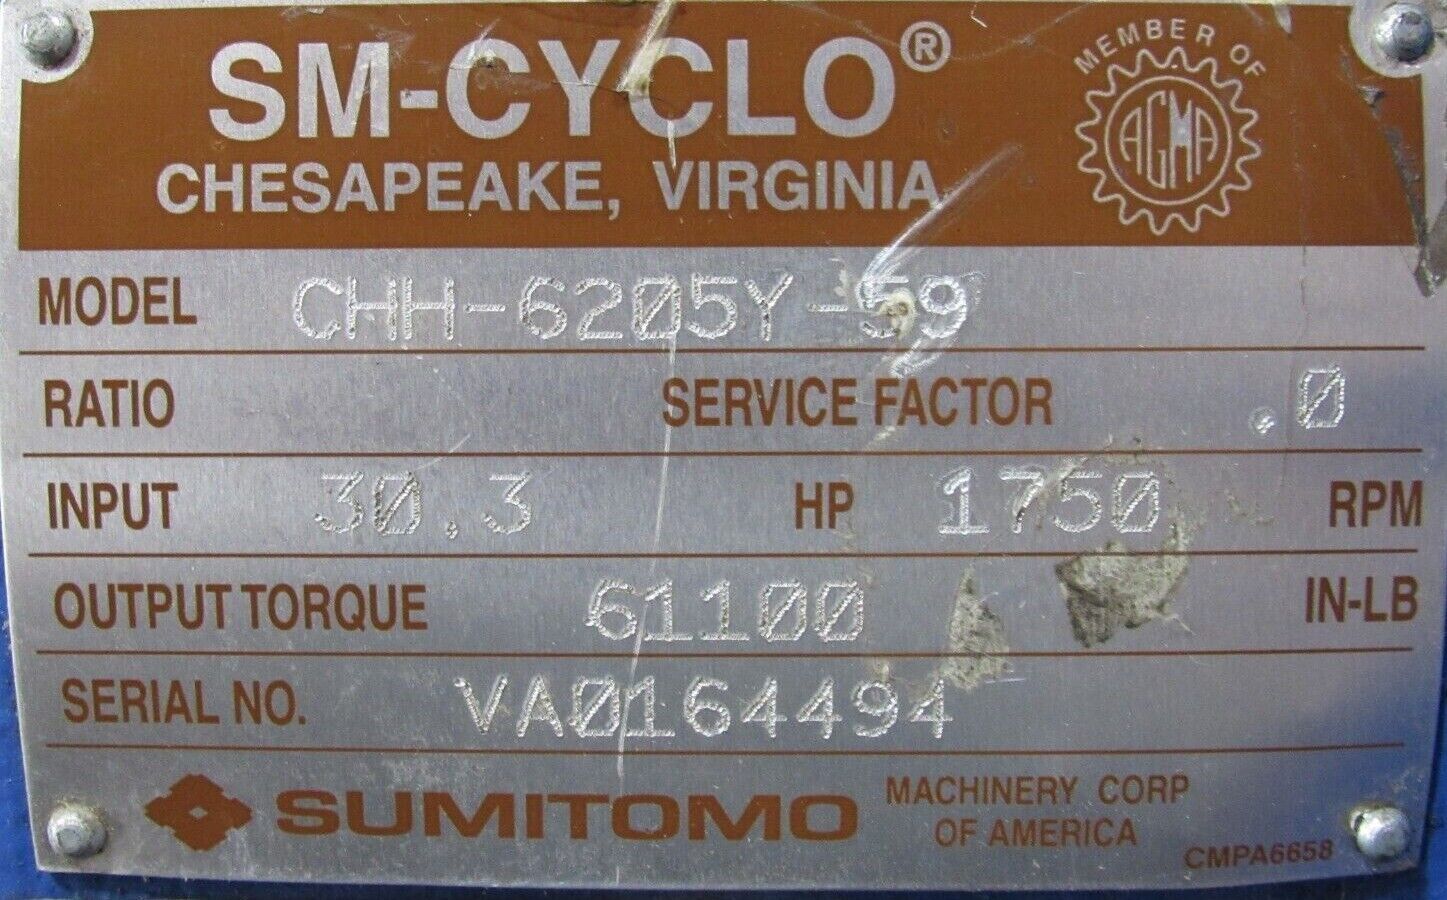 SM-CYCLO®
CHESAPEAKE, VIRGINIA
MEMBER OF
AGMA
MODEL CHH-6205Y-59
RATIO SERVICE FACTOR .0
INPUT 30.3 HP 1750 RPM
OUTPUT TORQUE 61100 IN-LB
SERIAL NO. VA0164494
SUMITOMO MACHINERY CORP
OF AMERICA
CMPA6658